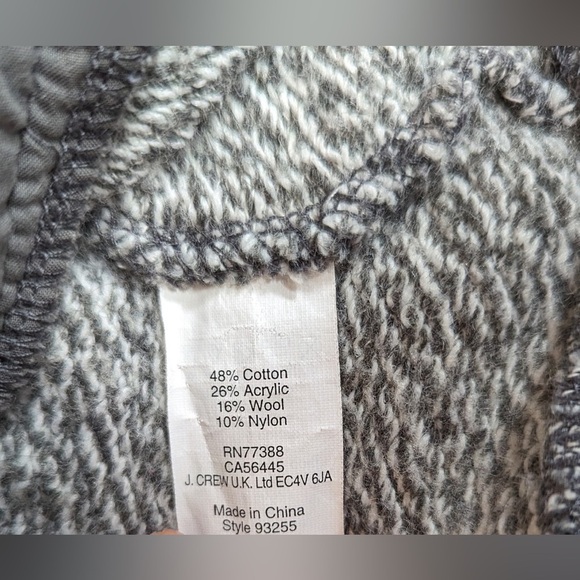 48% Cotton
26% Acrylic
16% Wool
10% Nylon
RN77388
CA56445
J. CREW U.K. Ltd EC4V 6JA
Made in China
Style 93255